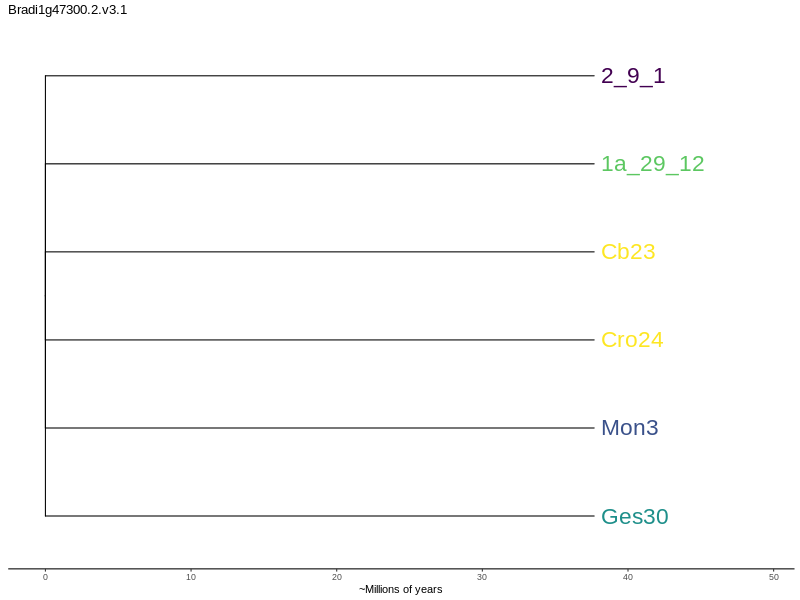 Bradi1g47300.2.v3.1
2_9_1
1a_29_12
Cb23
Cro24
Mon3
Ges30
0 10 20 30 40 50
~Millions of years